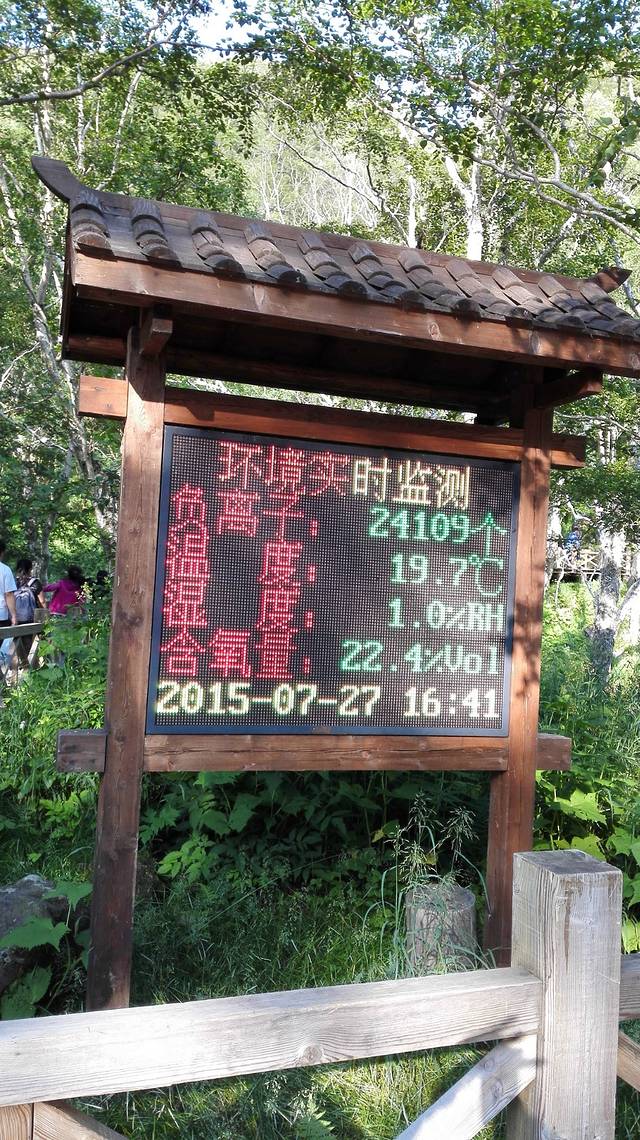 环境实时监测
负离子: 24109个
温度: 19.7℃
湿度: 1.0%RH
含氧量: 22.4%Vol
2015-07-27 16:41